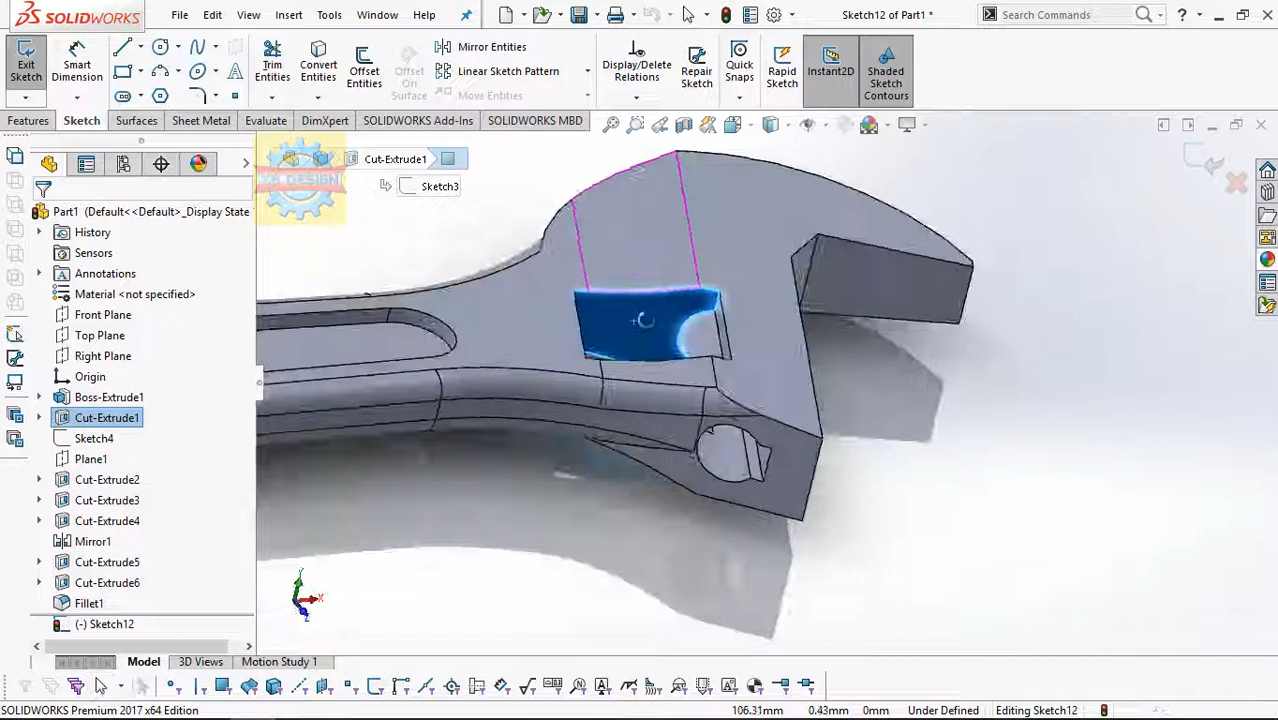 SOLIDWORKS File Edit View Insert Tools Window Help Sketch12 of Part1 * Search Commands ?
Exit Sketch Smart Dimension Trim Entities Convert Entities Offset Entities Offset On Surface Mirror Entities Linear Sketch Pattern Move Entities Display/Delete Relations Repair Sketch Quick Snaps Rapid Sketch Instant2D Shaded Sketch Contours
Features Sketch Surfaces Sheet Metal Evaluate DimXpert SOLIDWORKS Add-Ins SOLIDWORKS MBD
Cut-Extrude1
DESIGN
Sketch3
Part1 (Default<<Default>_Display State
History
Sensors
Annotations
Material <not specified>
Front Plane
Top Plane
Right Plane
Origin
Boss-Extrude1
Cut-Extrude1
Sketch4
Plane1
Cut-Extrude2
Cut-Extrude3
Cut-Extrude4
Mirror1
Cut-Extrude5
Cut-Extrude6
Fillet1
(-) Sketch12
Y X Z
Model 3D Views Motion Study 1
SOLIDWORKS Premium 2017 x64 Edition 106.31mm 0.43mm 0mm Under Defined Editing Sketch12